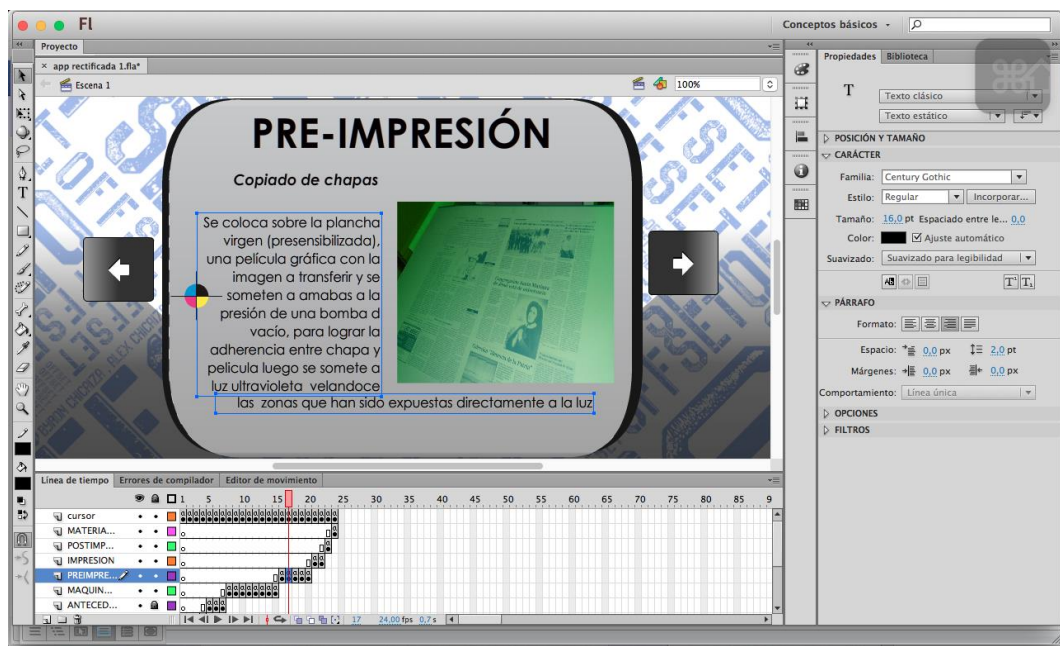 Fl
Conceptos básicos
Proyecto
× app rectificada 1.fla*
Escena 1
100%
PRE-IMPRESIÓN
Copiado de chapas
Se coloca sobre la plancha
virgen (presensibilizada),
una película gráfica con la
imagen a transferir y se
someten a amabas a la
presión de una bomba d
vacío, para lograr la
adherencia entre chapa y
pelicula luego se somete a
luz ultravioleta velandoce
las zonas que han sido expuestas directamente a la luz
Propiedades Biblioteca
T
Texto clásico
Texto estático
POSICIÓN Y TAMAÑO
CARÁCTER
Familia: Century Gothic
Estilo: Regular Incorporar...
Tamaño: 16,0 pt Espaciado entre le... 0,0
Color: Ajuste automático
Suavizado: Suavizado para legibilidad
PÁRRAFO
Formato:
Espacio: 0,0 px 2,0 pt
Márgenes: 0,0 px 0,0 px
Comportamiento: Línea única
OPCIONES
FILTROS
Línea de tiempo Errores de compilador Editor de movimiento
1 5 10 15 20 25 30 35 40 45 50 55 60 65 70 75 80 85 9
cursor
MATERIA...
POSTIMP...
IMPRESION
PREIMPRE...
MAQUIN...
ANTECED...
17 24,00 fps 0,7 s